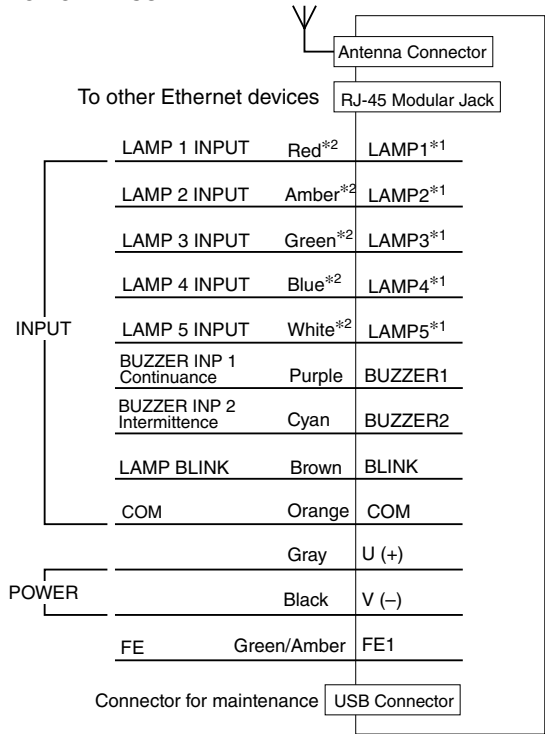 Antenna Connector
To other Ethernet devices RJ-45 Modular Jack
LAMP 1 INPUT Red*2 LAMP1*1
LAMP 2 INPUT Amber*2 LAMP2*1
LAMP 3 INPUT Green*2 LAMP3*1
LAMP 4 INPUT Blue*2 LAMP4*1
INPUT
LAMP 5 INPUT White*2 LAMP5*1
BUZZER INP 1
Continuance Purple BUZZER1
BUZZER INP 2
Intermittence Cyan BUZZER2
LAMP BLINK Brown BLINK
COM Orange COM
Gray U (+)
POWER
Black V (–)
FE Green/Amber FE1
Connector for maintenance USB Connector